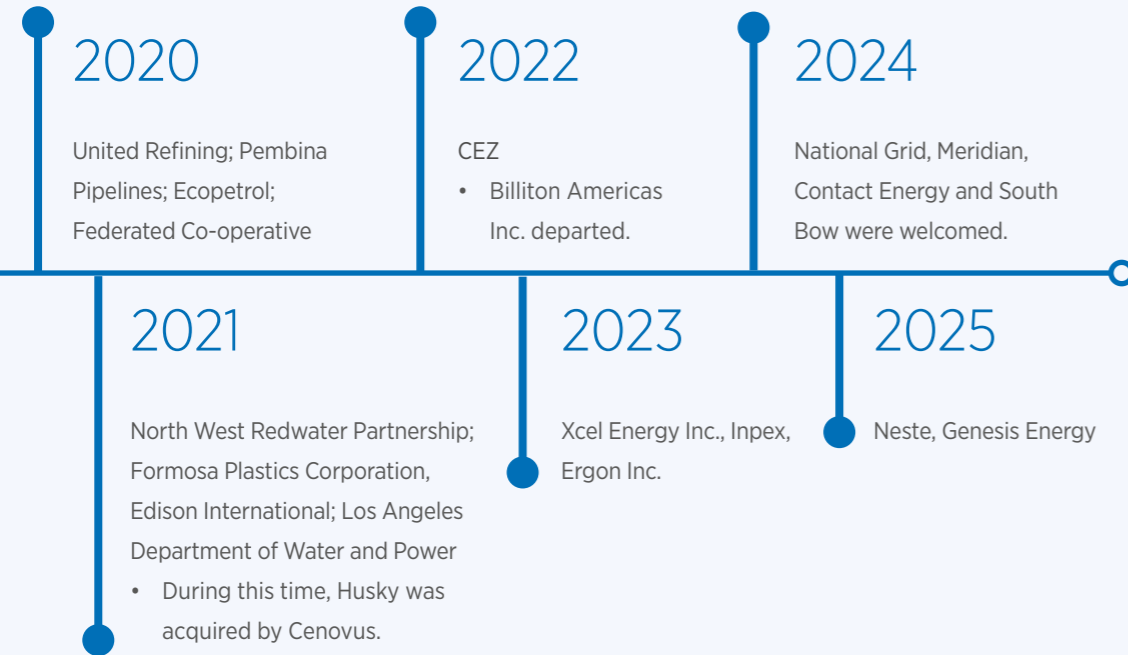 2020
United Refining; Pembina
Pipelines; Ecopetrol;
Federated Co-operative
2022
CEZ
• Billiton Americas
Inc. departed.
2024
National Grid, Meridian,
Contact Energy and South
Bow were welcomed.
2021
North West Redwater Partnership;
Formosa Plastics Corporation,
Edison International; Los Angeles
Department of Water and Power
• During this time, Husky was
acquired by Cenovus.
2023
Xcel Energy Inc., Inpex,
Ergon Inc.
2025
Neste, Genesis Energy